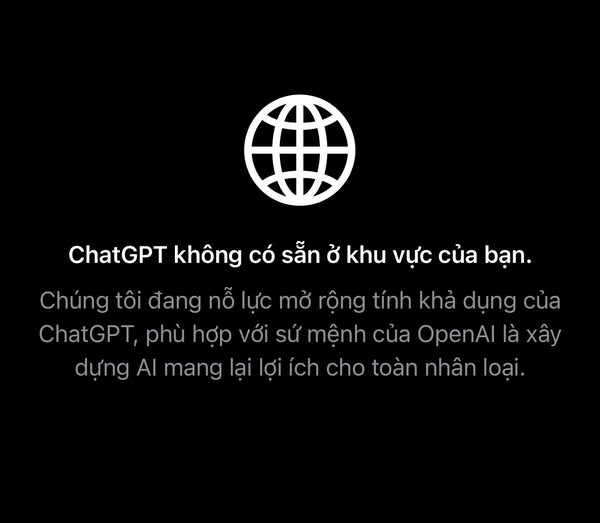 ChatGPT không có sẵn ở khu vực của bạn.
Chúng tôi đang nỗ lực mở rộng tính khả dụng của
ChatGPT, phù hợp với sứ mệnh của OpenAI là xây
dựng AI mang lại lợi ích cho toàn nhân loại.